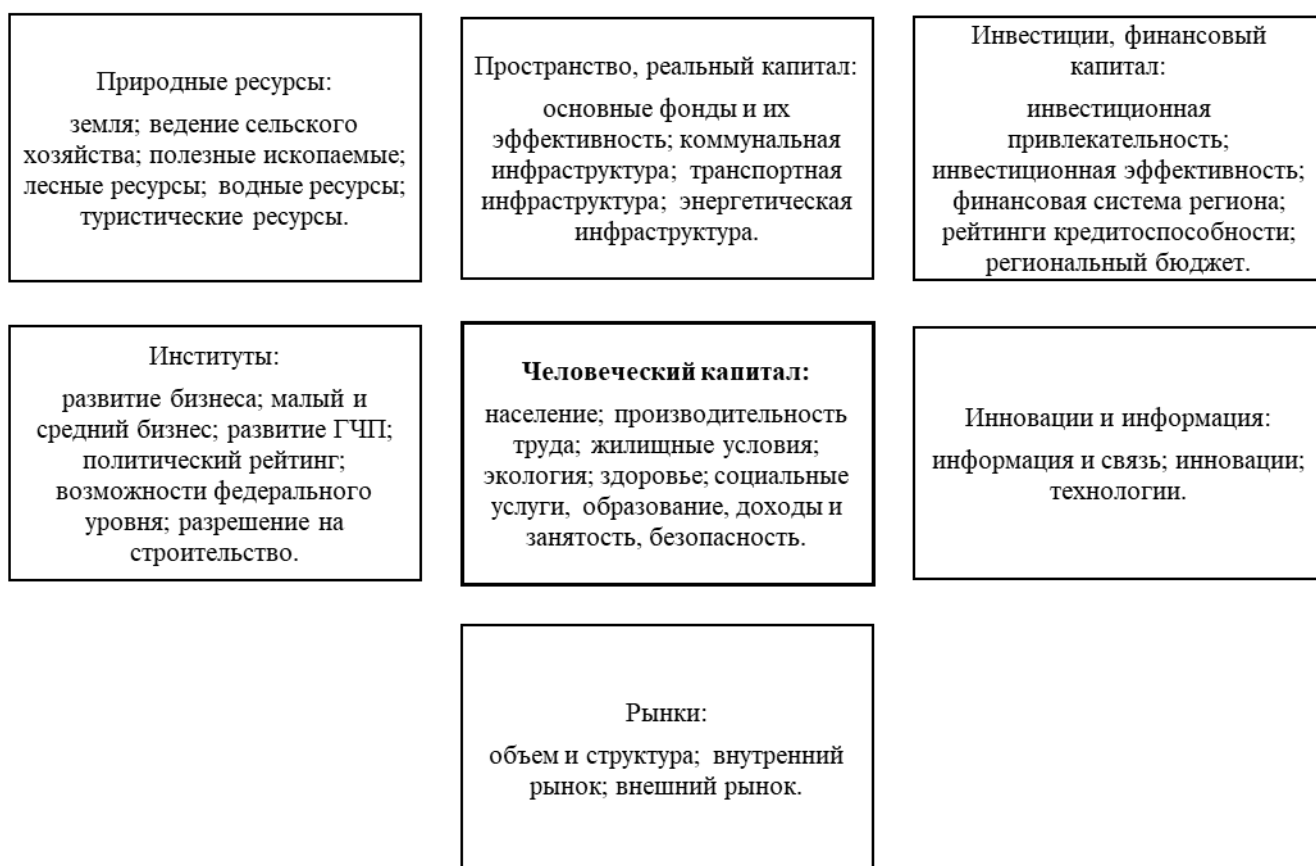 Природные ресурсы:
земля; ведение сельского
хозяйства; полезные ископаемые;
лесные ресурсы; водные ресурсы;
туристические ресурсы.
Пространство, реальный капитал:
основные фонды и их
эффективность; коммунальная
инфраструктура; транспортная
инфраструктура; энергетическая
инфраструктура.
Инвестиции, финансовый
капитал:
инвестиционная
привлекательность;
инвестиционная эффективность;
финансовая система региона;
рейтинги кредитоспособности;
региональный бюджет.
Институты:
развитие бизнеса; малый и
средний бизнес; развитие ГЧП;
политический рейтинг;
возможности федерального
уровня; разрешение на
строительство.
Человеческий капитал:
население; производительность
труда; жилищные условия;
экология; здоровье; социальные
услуги, образование, доходы и
занятость, безопасность.
Инновации и информация:
информация и связь; инновации;
технологии.
Рынки:
объем и структура; внутренний
рынок; внешний рынок.